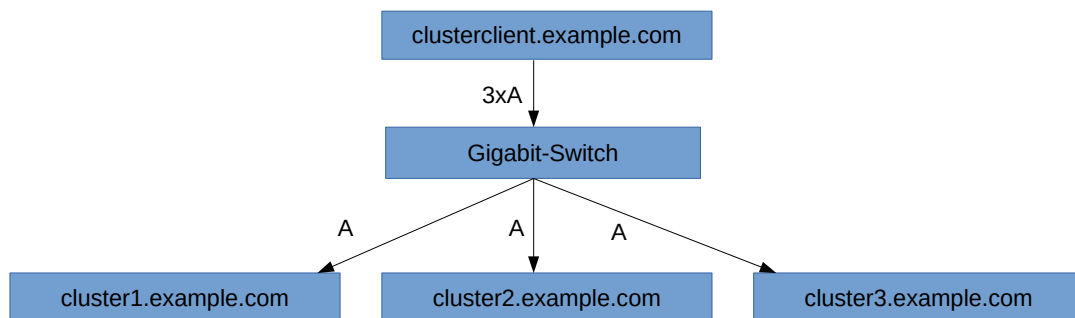 clusterclient.example.com
3xA
Gigabit-Switch
A
A
A
cluster1.example.com
cluster2.example.com
cluster3.example.com